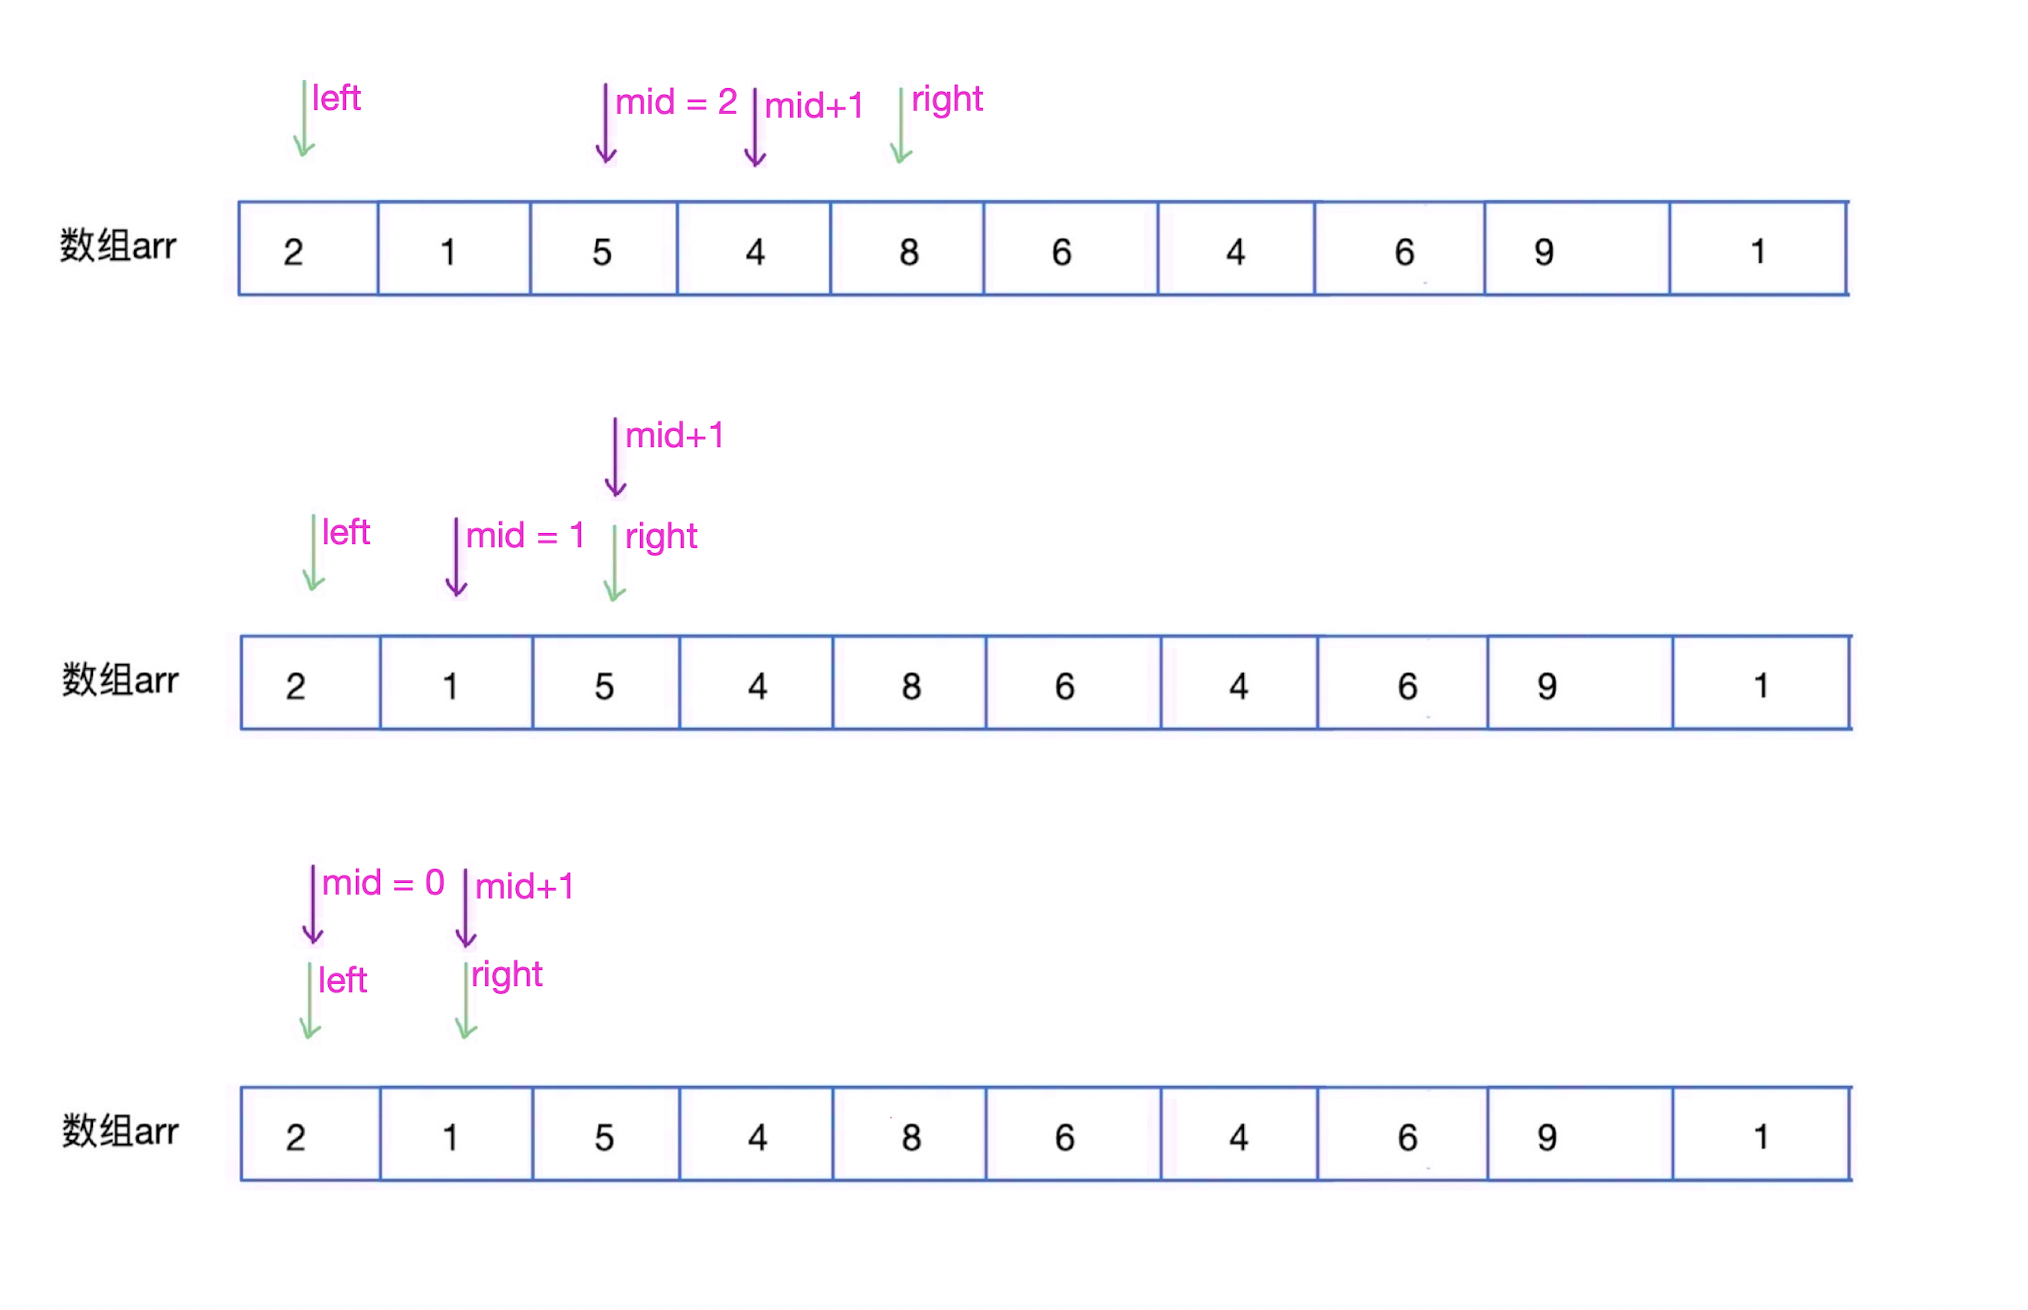 left mid = 2 mid+1 right
数组arr 2 1 5 4 8 6 4 6 9 1
mid+1
left mid = 1 right
数组arr 2 1 5 4 8 6 4 6 9 1
mid = 0 mid+1
left right
数组arr 2 1 5 4 8 6 4 6 9 1